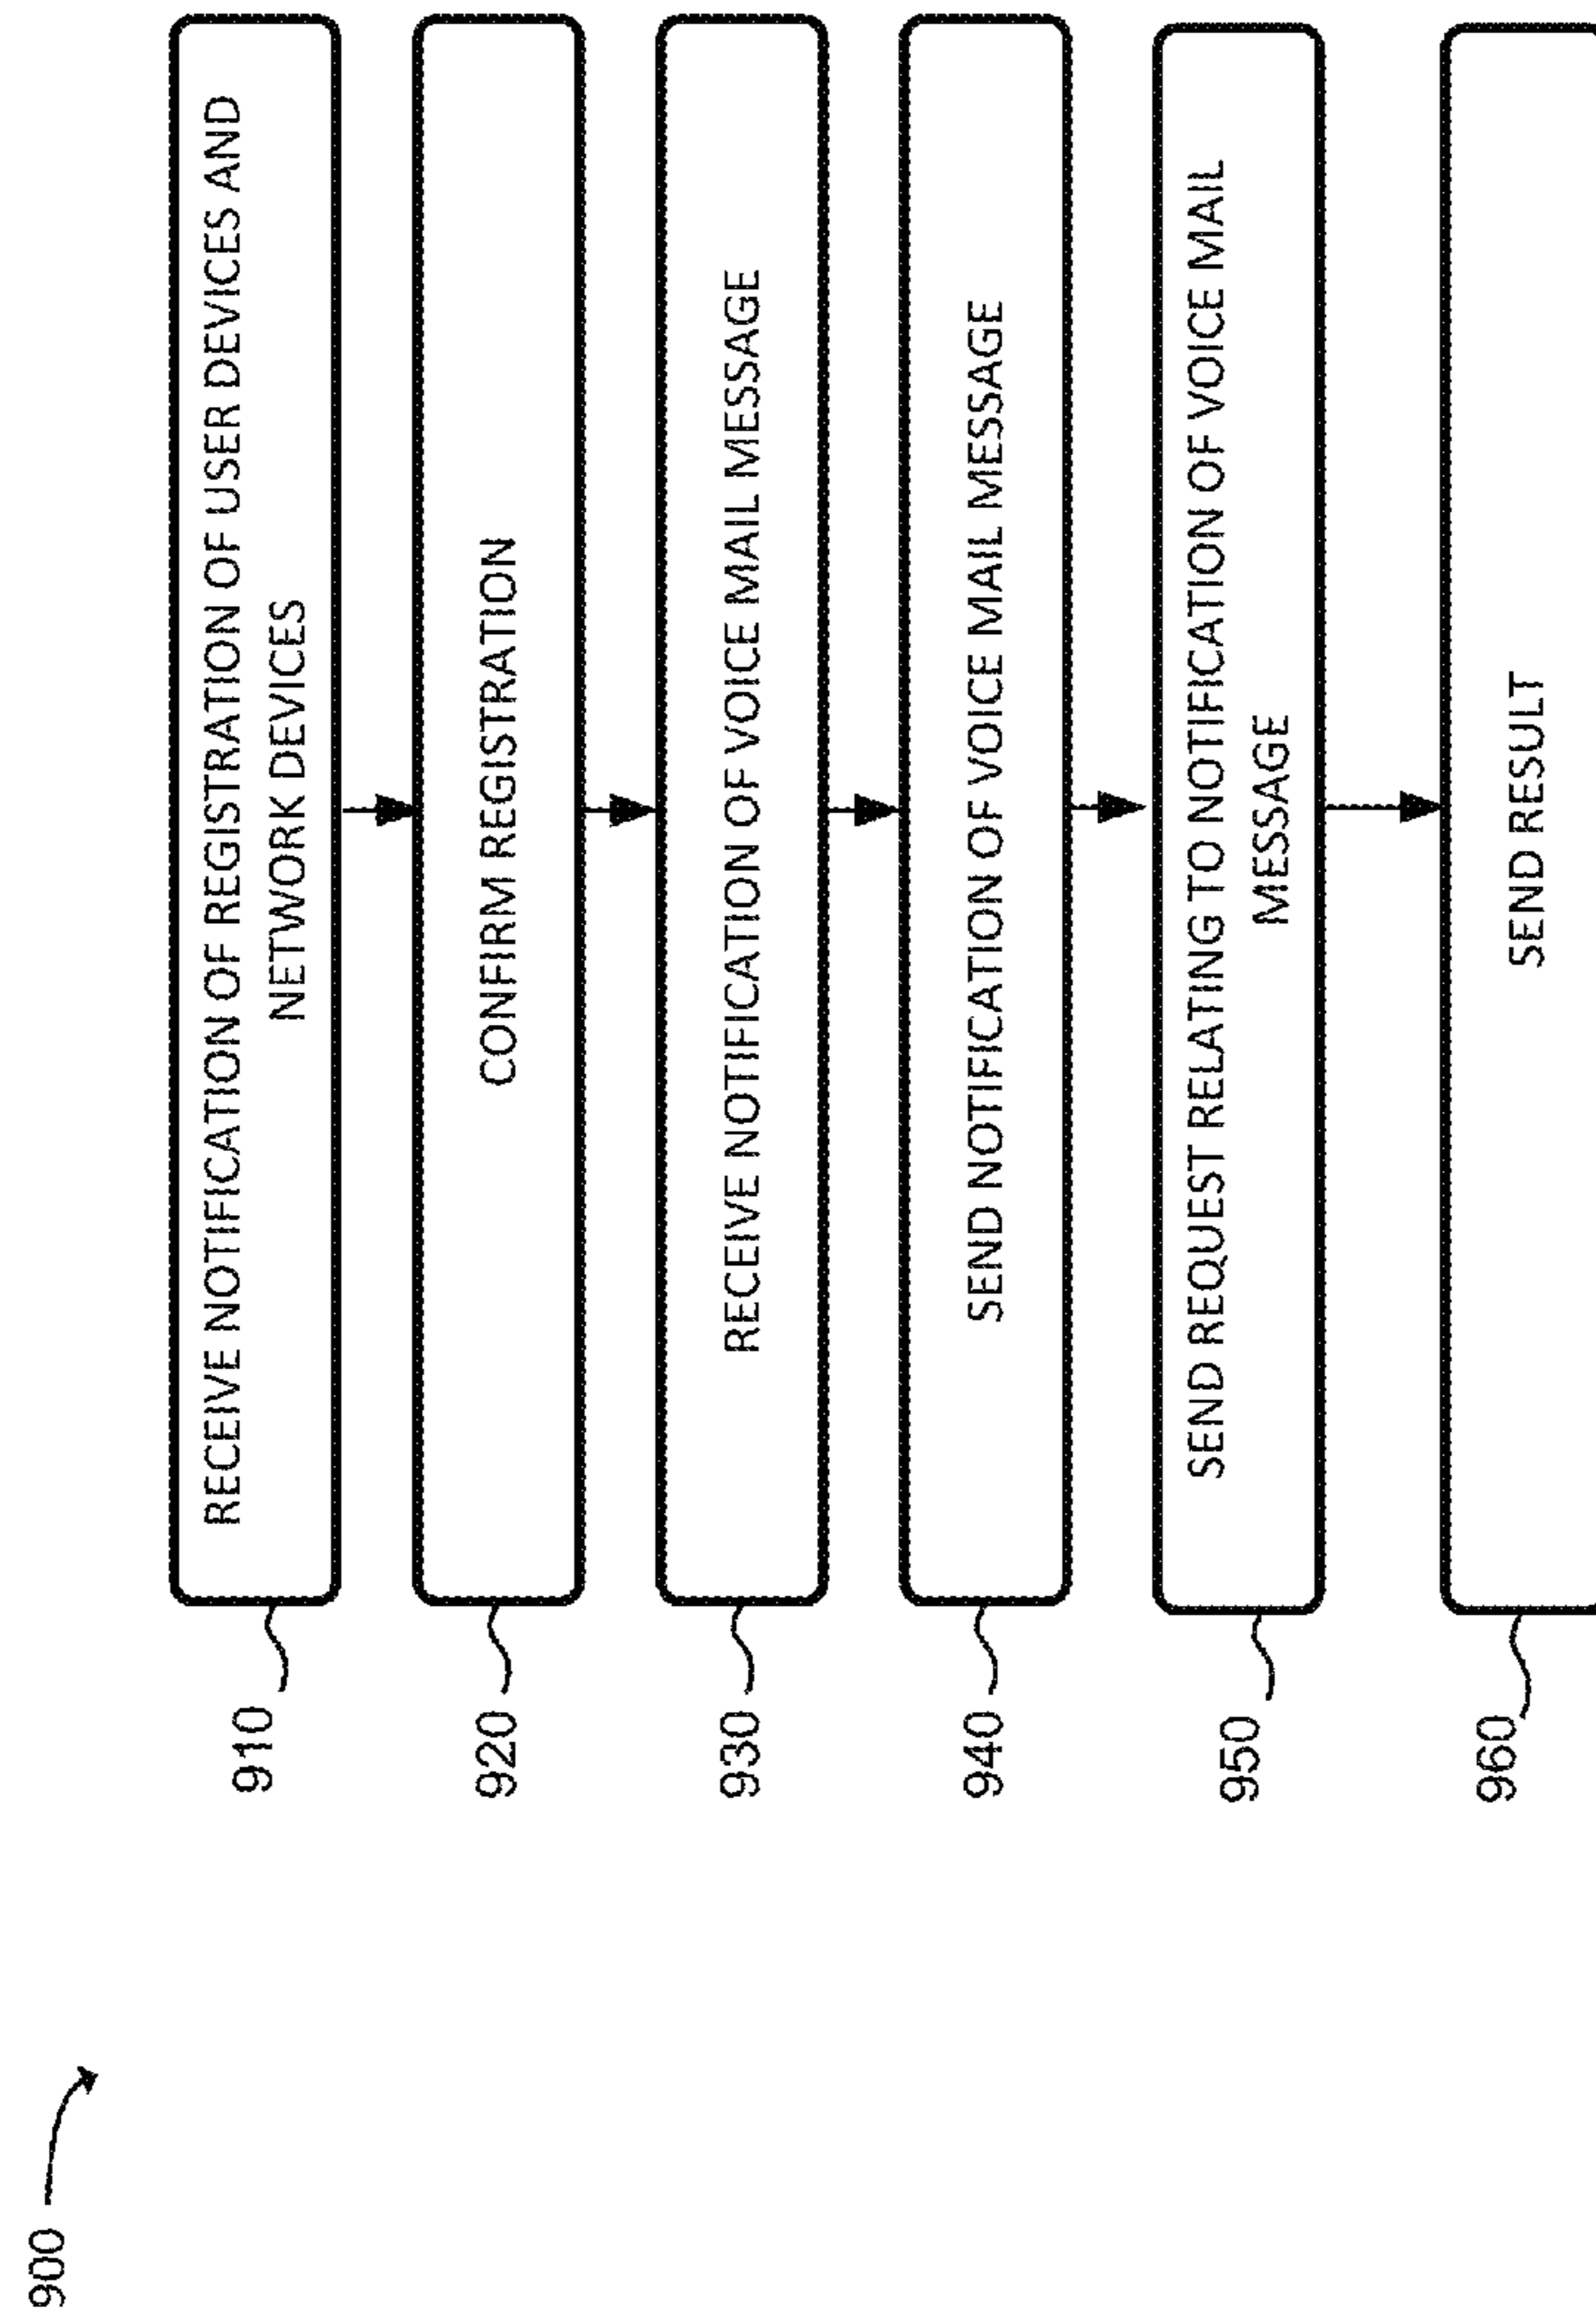 900
910
RECEIVE NOTIFICATION OF REGISTRATION OF USER DEVICES AND
NETWORK DEVICES
920
CONFIRM REGISTRATION
930
RECEIVE NOTIFICATION OF VOICE MAIL MESSAGE
940
SEND NOTIFICATION OF VOICE MAIL MESSAGE
950
SEND REQUEST RELATING TO NOTIFICATION OF VOICE MAIL
MESSAGE
960
SEND RESULT